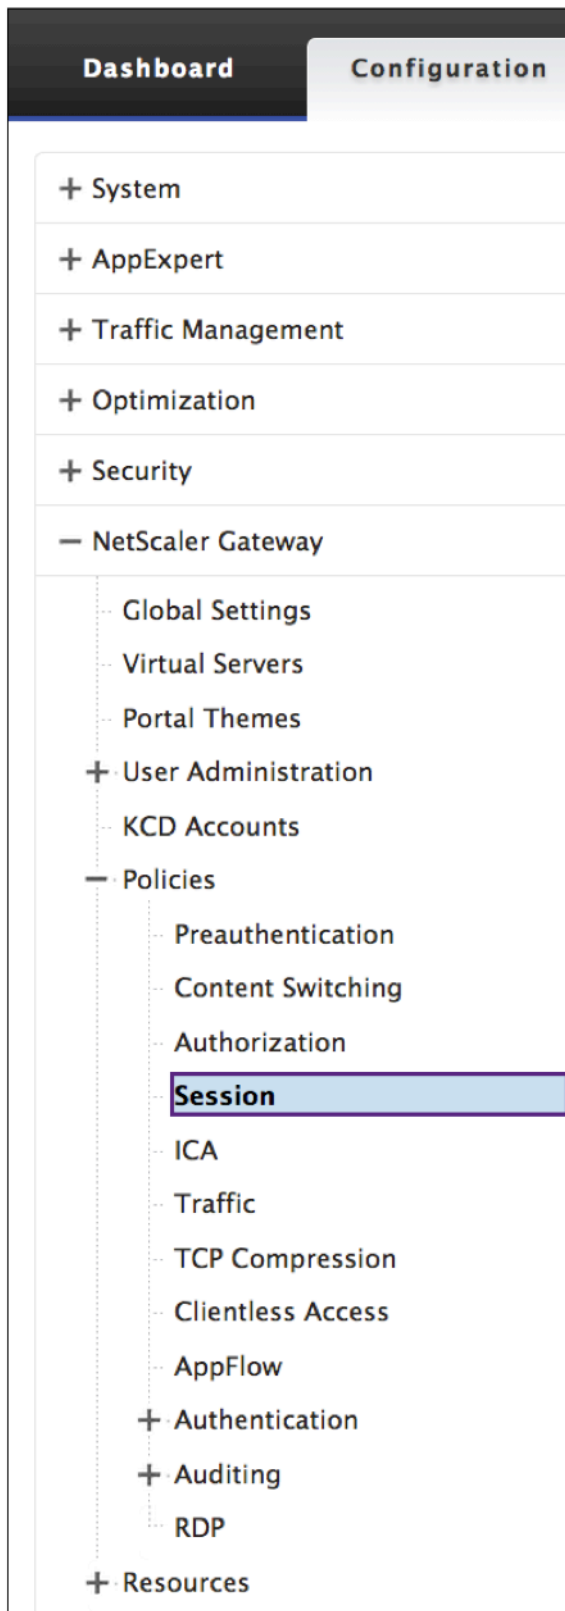 Dashboard Configuration
System
AppExpert
Traffic Management
Optimization
Security
NetScaler Gateway
Global Settings
Virtual Servers
Portal Themes
User Administration
KCD Accounts
Policies
Preauthentication
Content Switching
Authorization
Session
ICA
Traffic
TCP Compression
Clientless Access
AppFlow
Authentication
Auditing
RDP
Resources